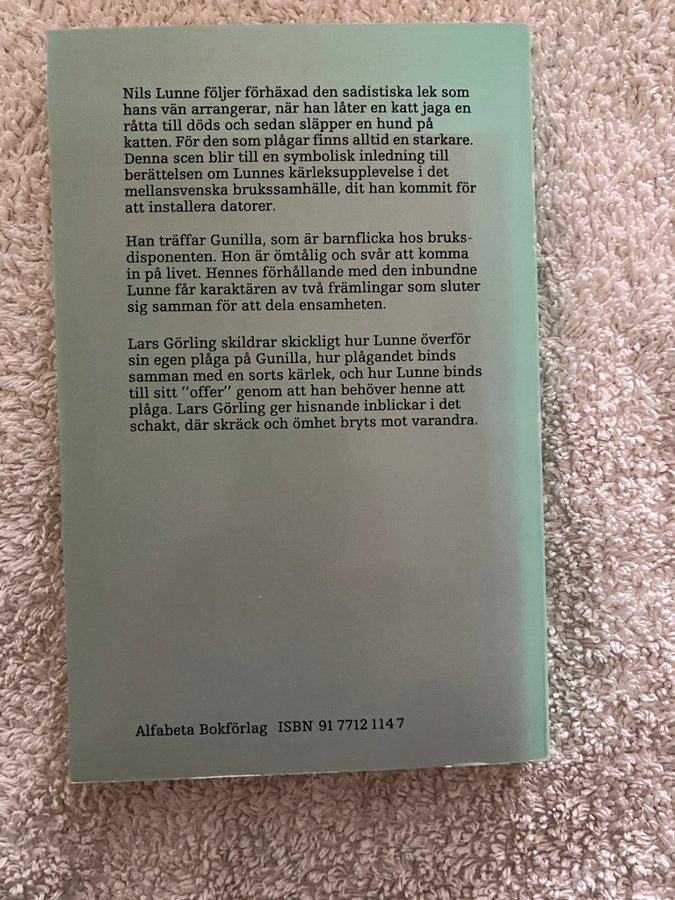 Nils Lunne följer förhäxad den sadistiska lek som
hans vän arrangerar, när han låter en katt jaga en
råtta till döds och sedan släpper en hund på
katten. För den som plågar finns alltid en starkare.
Denna scen blir till en symbolisk inledning till
berättelsen om Lunnes kärleksupplevelse i det
mellansvenska brukssamhälle, dit han kommit för
att installera datorer.
Han träffar Gunilla, som är barnflicka hos bruks-
disponenten. Hon är ömtålig och svår att komma
in på livet. Hennes förhållande med den inbundne
Lunne får karaktären av två främlingar som sluter
sig samman för att dela ensamheten.
Lars Görling skildrar skickligt hur Lunne överför
sin egen plåga på Gunilla, hur plågandet binds
samman med en sorts kärlek, och hur Lunne binds
till sitt "offer" genom att han behöver henne att
plåga. Lars Görling ger hisnande inblickar i det
schakt, där skräck och ömhet bryts mot varandra.
Alfabeta Bokförlag ISBN 91 7712 114 7